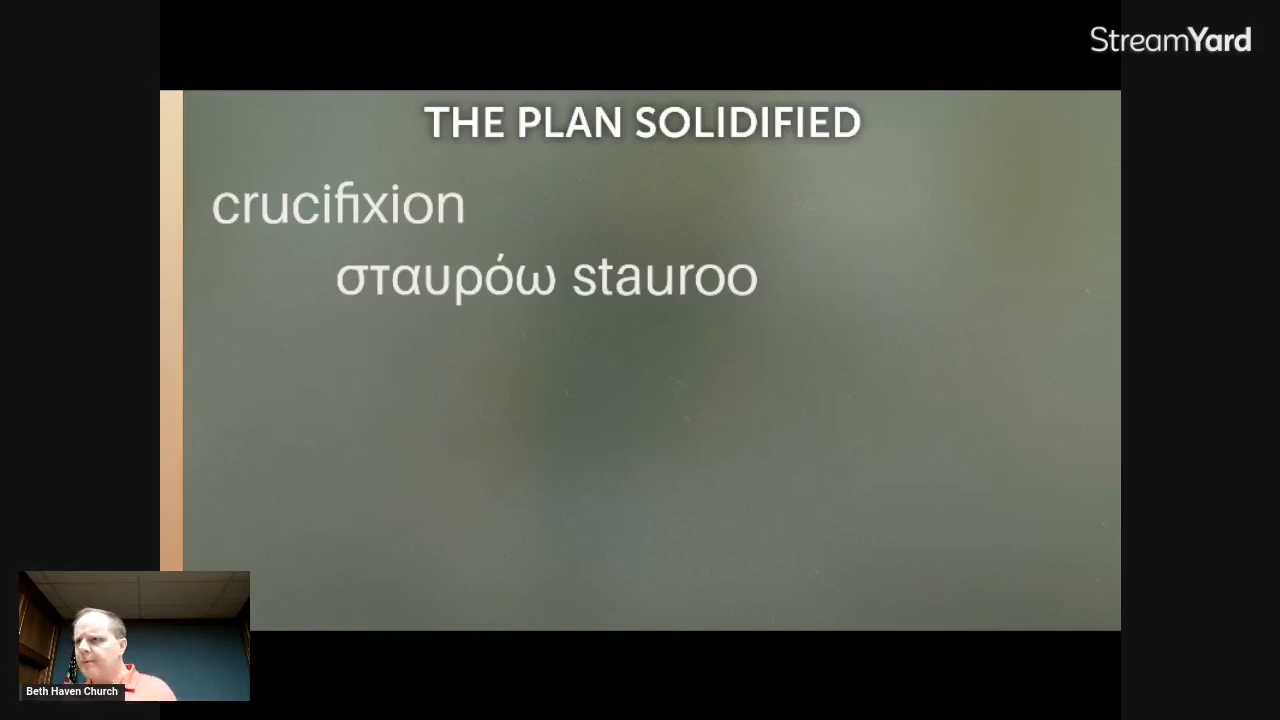 StreamYard
THE PLAN SOLIDIFIED
crucifixion
σταυρόω stauroo
Beth Haven Church